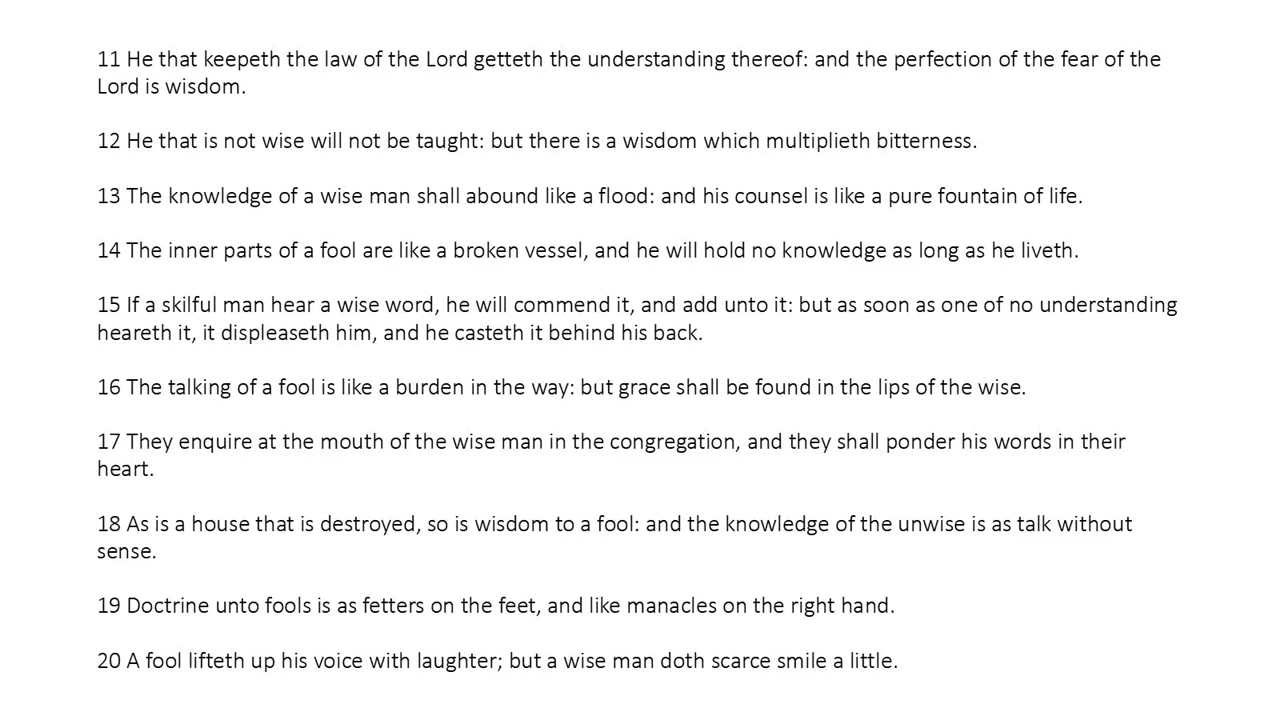 11 He that keepeth the law of the Lord getteth the understanding thereof: and the perfection of the fear of the
Lord is wisdom.
12 He that is not wise will not be taught: but there is a wisdom which multiplieth bitterness.
13 The knowledge of a wise man shall abound like a flood: and his counsel is like a pure fountain of life.
14 The inner parts of a fool are like a broken vessel, and he will hold no knowledge as long as he liveth.
15 If a skilful man hear a wise word, he will commend it, and add unto it: but as soon as one of no understanding
heareth it, it displeaseth him, and he casteth it behind his back.
16 The talking of a fool is like a burden in the way: but grace shall be found in the lips of the wise.
17 They enquire at the mouth of the wise man in the congregation, and they shall ponder his words in their
heart.
18 As is a house that is destroyed, so is wisdom to a fool: and the knowledge of the unwise is as talk without
sense.
19 Doctrine unto fools is as fetters on the feet, and like manacles on the right hand.
20 A fool lifteth up his voice with laughter; but a wise man doth scarce smile a little.